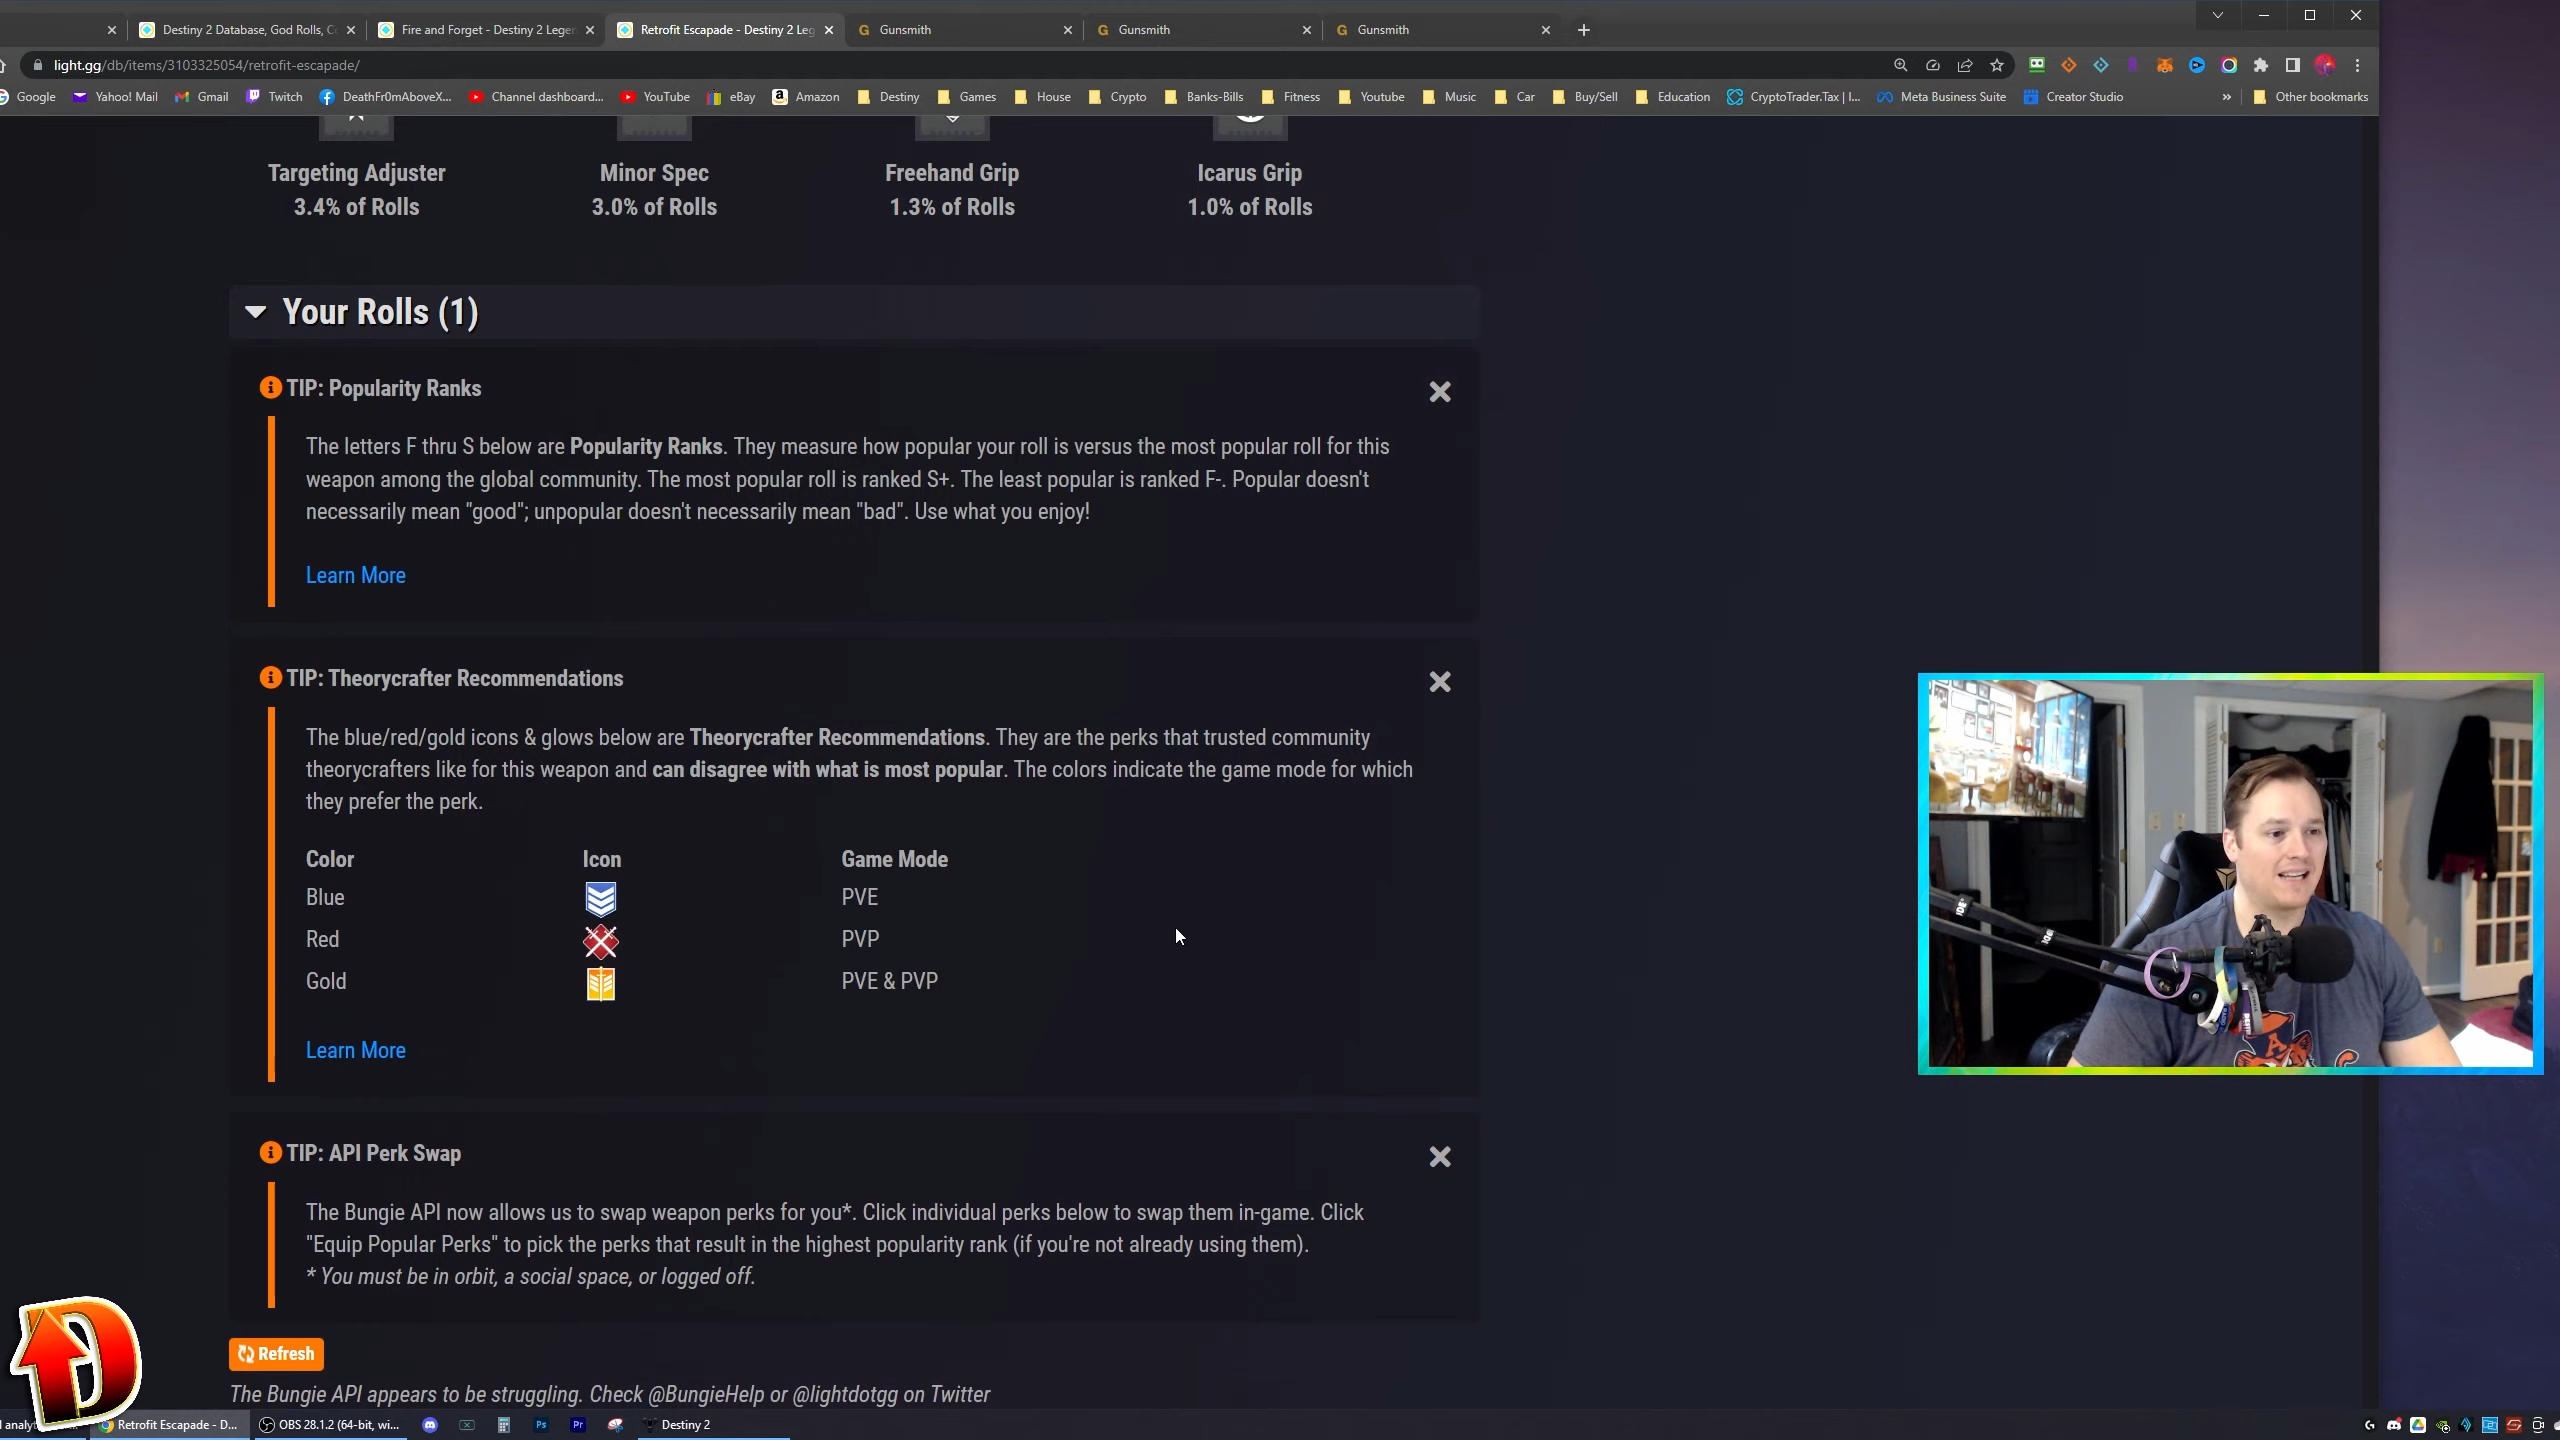 Destiny 2 Database, God Rolls, C
Fire and Forget - Destiny 2 Lege
Retrofit Escapade - Destiny 2 Leg
G Gunsmith
G Gunsmith
G Gunsmith
light.gg/db/items/3103325054/retrofit-escapade/
Google
Yahoo! Mail
Gmail
Twitch
DeathFr0mAboveX...
Channel dashboard...
YouTube
eBay
Amazon
Destiny
Games
House
Crypto
Banks-Bills
Fitness
Youtube
Music
Car
Buy/Sell
Education
CryptoTrader.Tax | I...
Meta Business Suite
Creator Studio
»
Other bookmarks
Targeting Adjuster
3.4% of Rolls
Minor Spec
3.0% of Rolls
Freehand Grip
1.3% of Rolls
Icarus Grip
1.0% of Rolls
Your Rolls (1)
TIP: Popularity Ranks
The letters F thru S below are Popularity Ranks. They measure how popular your roll is versus the most popular roll for this
weapon among the global community. The most popular roll is ranked S+. The least popular is ranked F-. Popular doesn't
necessarily mean "good"; unpopular doesn't necessarily mean "bad". Use what you enjoy!
Learn More
TIP: Theorycrafter Recommendations
The blue/red/gold icons & glows below are Theorycrafter Recommendations. They are the perks that trusted community
theorycrafters like for this weapon and can disagree with what is most popular. The colors indicate the game mode for which
they prefer the perk.
Color Icon Game Mode
Blue PVE
Red PVP
Gold PVE & PVP
Learn More
TIP: API Perk Swap
The Bungie API now allows us to swap weapon perks for you*. Click individual perks below to swap them in-game. Click
"Equip Popular Perks" to pick the perks that result in the highest popularity rank (if you're not already using them).
* You must be in orbit, a social space, or logged off.
Refresh
The Bungie API appears to be struggling. Check @BungieHelp or @lightdotgg on Twitter
D
Retrofit Escapade - D...
OBS 28.1.2 (64-bit, wi...
Ps
Pr
Destiny 2